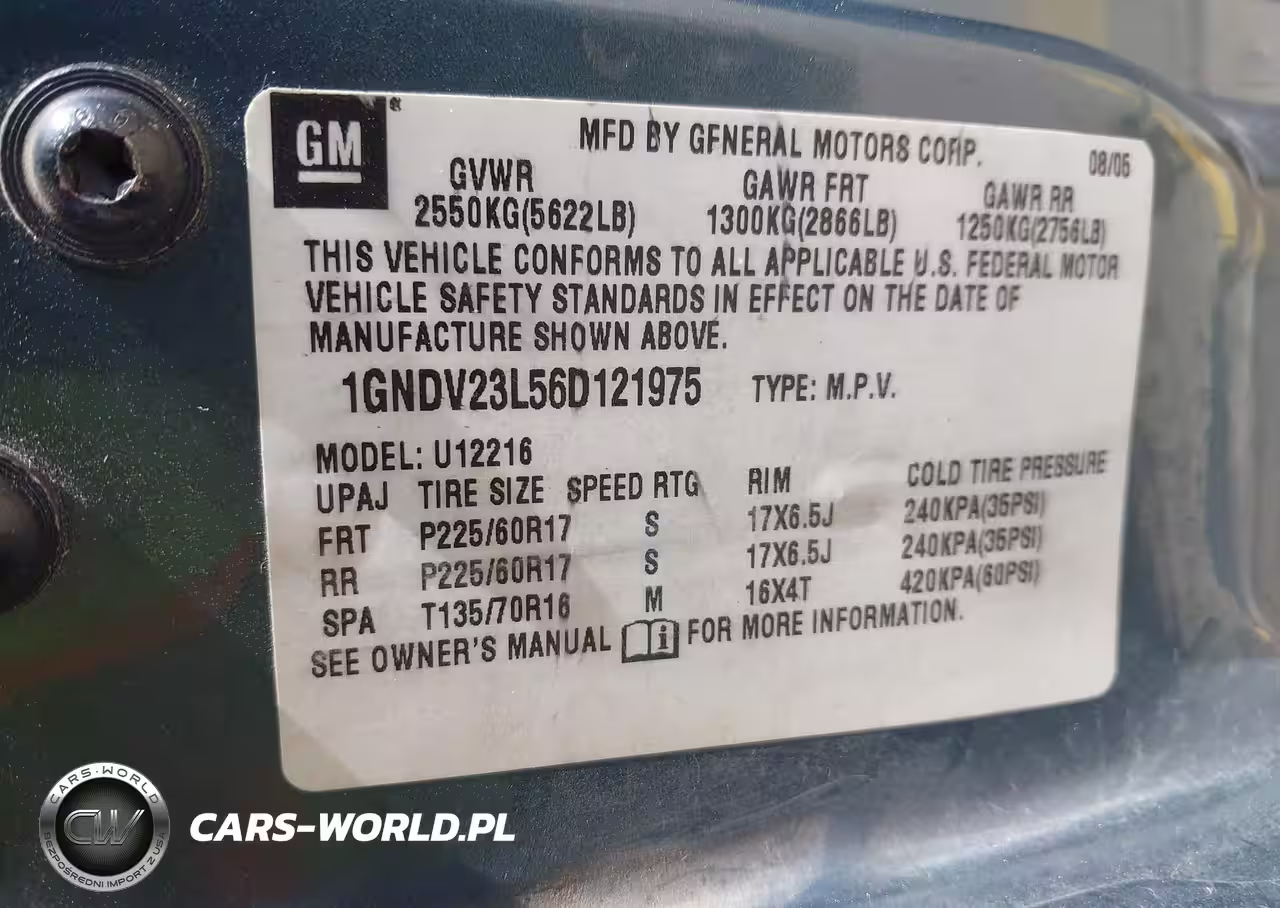 GM
®
MFD BY GENERAL MOTORS CORP.
08/05
GVWR GAWR FRT GAWR RR
2550KG(5622LB) 1300KG(2866LB) 1250KG(2756LB)
THIS VEHICLE CONFORMS TO ALL APPLICABLE U.S. FEDERAL MOTOR
VEHICLE SAFETY STANDARDS IN EFFECT ON THE DATE OF
MANUFACTURE SHOWN ABOVE.
1GNDV23L56D121975 TYPE: M.P.V.
MODEL: U12216
UPAJ TIRE SIZE SPEED RTG RIM COLD TIRE PRESSURE
FRT P225/60R17 S 17X6.5J 240KPA(35PSI)
RR P225/60R17 S 17X6.5J 240KPA(35PSI)
SPA T135/70R16 M 16X4T 420KPA(60PSI)
SEE OWNER'S MANUAL i FOR MORE INFORMATION.
CARS-WORLD
CW
BEZPOŚREDNI IMPORT Z USA
CARS-WORLD.PL